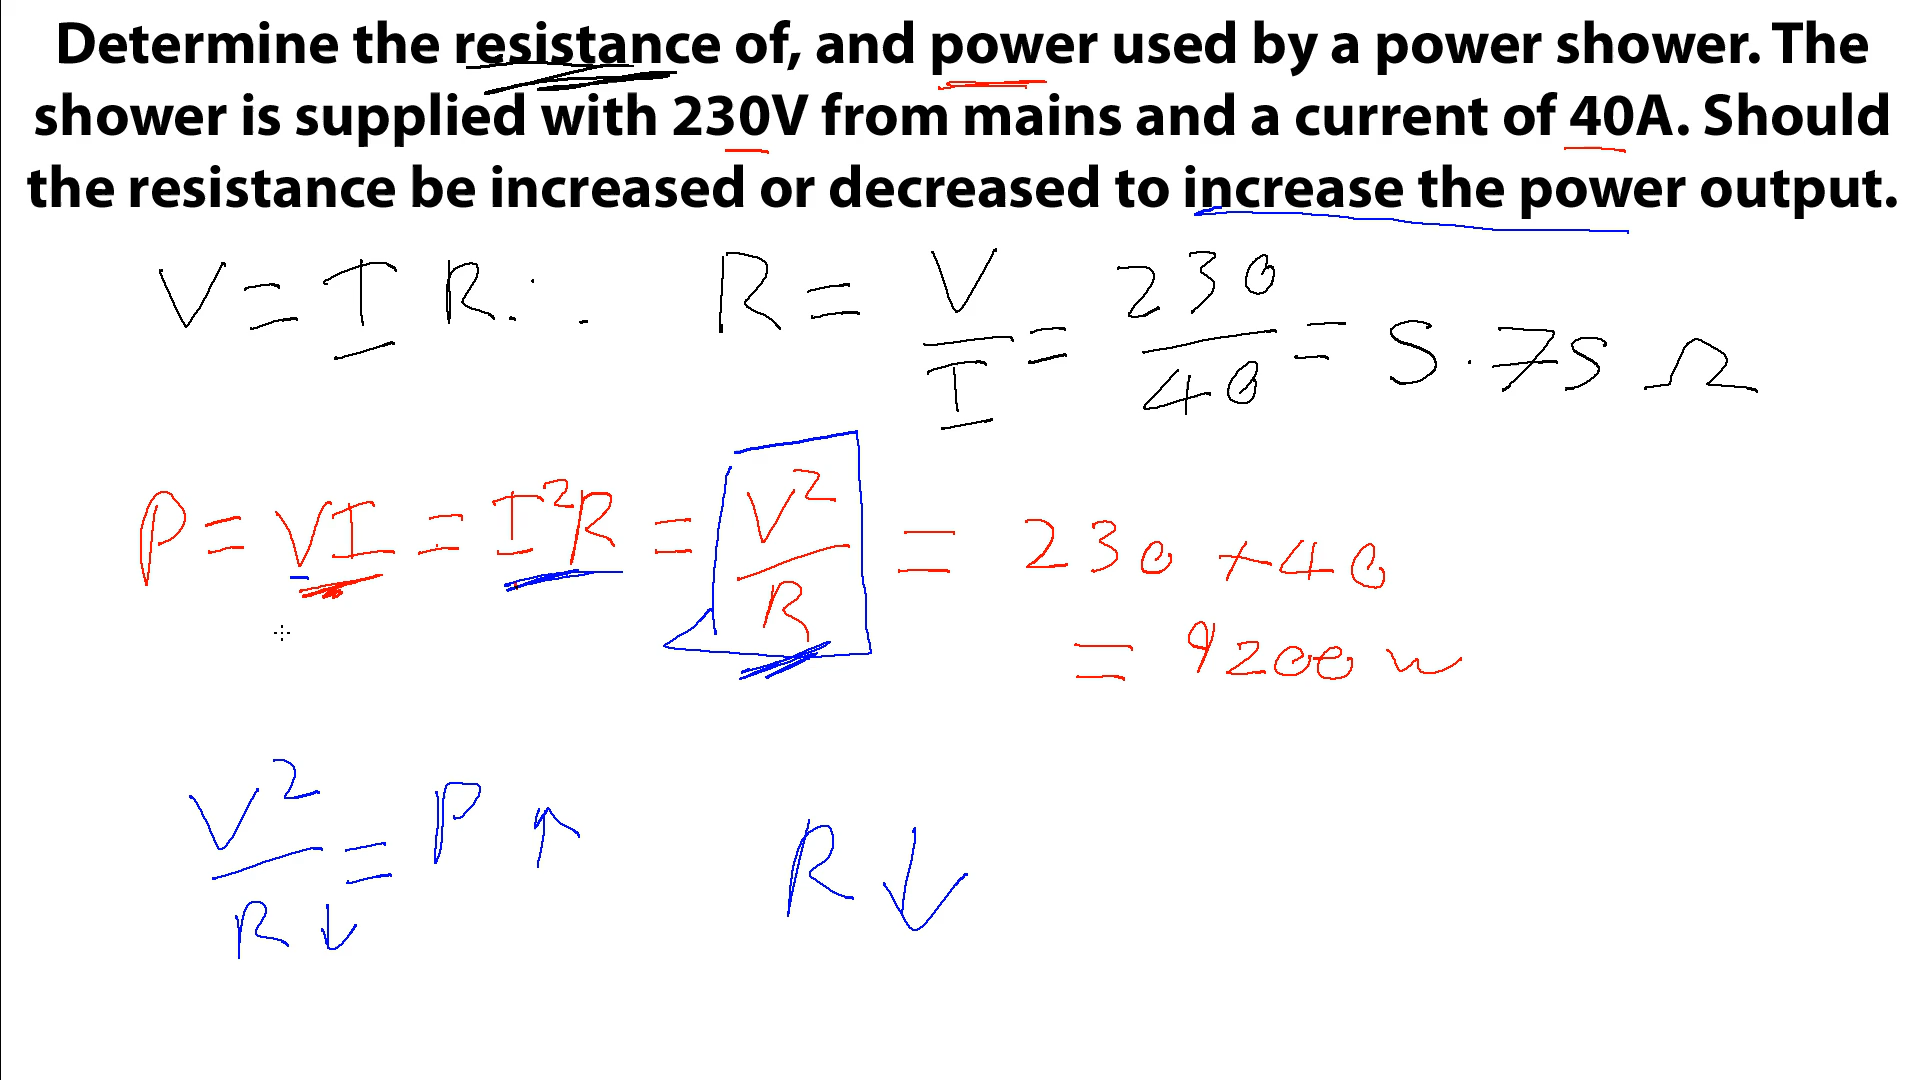 Determine the resistance of, and power used by a power shower. The
shower is supplied with 230V from mains and a current of 40A. Should
the resistance be increased or decreased to increase the power output.
V = I R ∴ R = V/I = 230/40 = 5.75 Ω
P = VI = I²R = V²/R = 230 × 40
= 9200 W
V²/R↓ = P ↑ R ↓